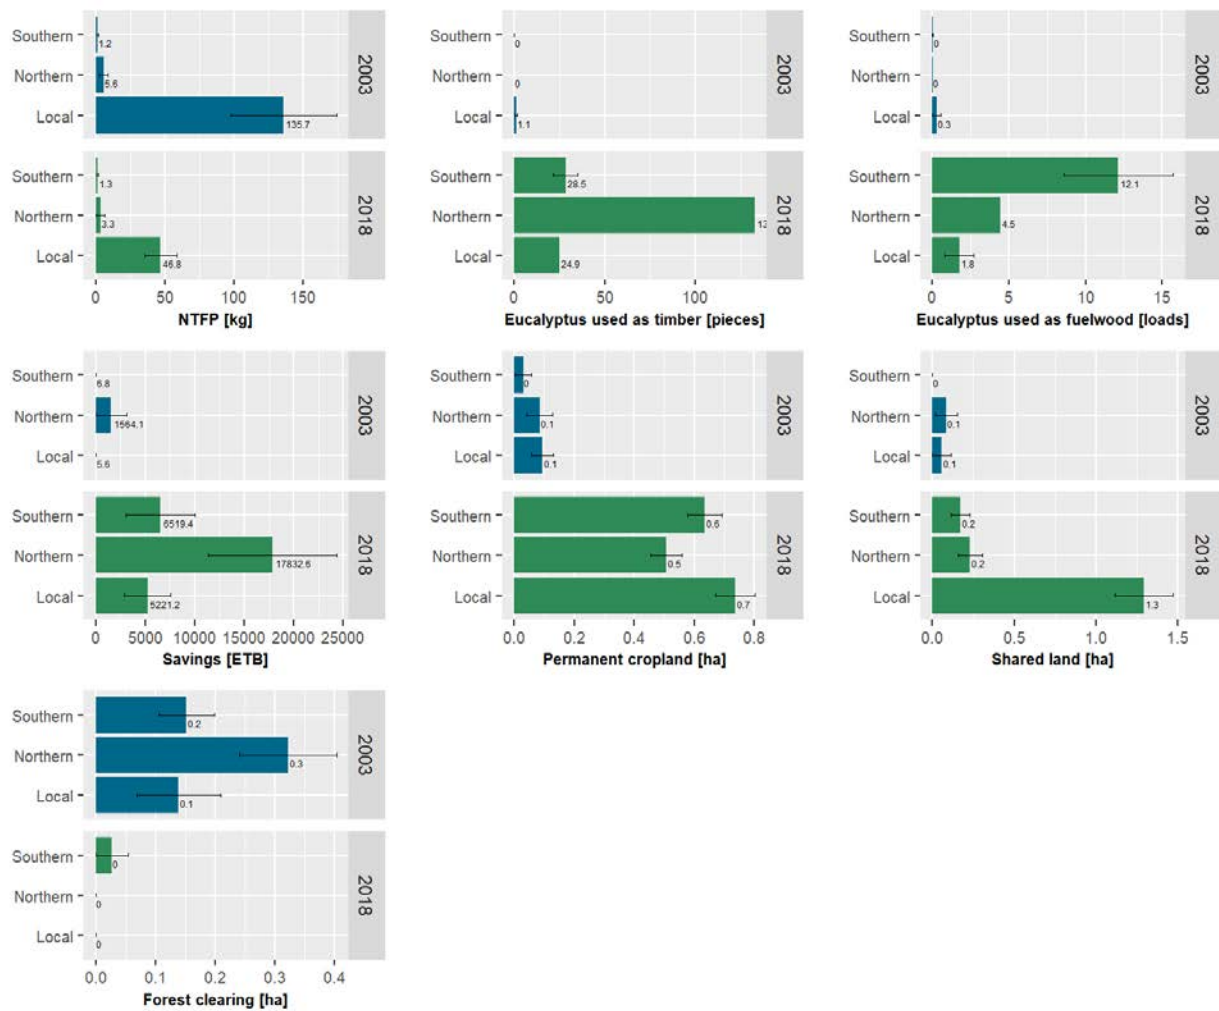 Southern
1.2
Northern
5.6
Local
135.7
2003
Southern
1.3
Northern
3.3
Local
46.8
2018
0 50 100 150
NTFP [kg]
Southern
0
Northern
0
Local
1.1
2003
Southern
28.5
Northern
Local
24.9
2018
0 50 100
Eucalyptus used as timber [pieces]
Southern
0
Northern
0
Local
0.3
2003
Southern
12.1
Northern
4.5
Local
1.8
2018
0 5 10 15
Eucalyptus used as fuelwood [loads]
Southern
6.8
Northern
1564.1
Local
5.6
2003
Southern
6519.4
Northern
17832.6
Local
5221.2
2018
0 5000 10000 15000 20000 25000
Savings [ETB]
Southern
0
Northern
0.1
Local
0.1
2003
Southern
0.6
Northern
0.5
Local
0.7
2018
0.0 0.2 0.4 0.6 0.8
Permanent cropland [ha]
Southern
0
Northern
0.1
Local
0.1
2003
Southern
0.2
Northern
0.2
Local
1.3
2018
0.0 0.5 1.0 1.5
Shared land [ha]
Southern
0.2
Northern
0.3
Local
0.1
2003
Southern
0
Northern
0
Local
0
2018
0.0 0.1 0.2 0.3 0.4
Forest clearing [ha]